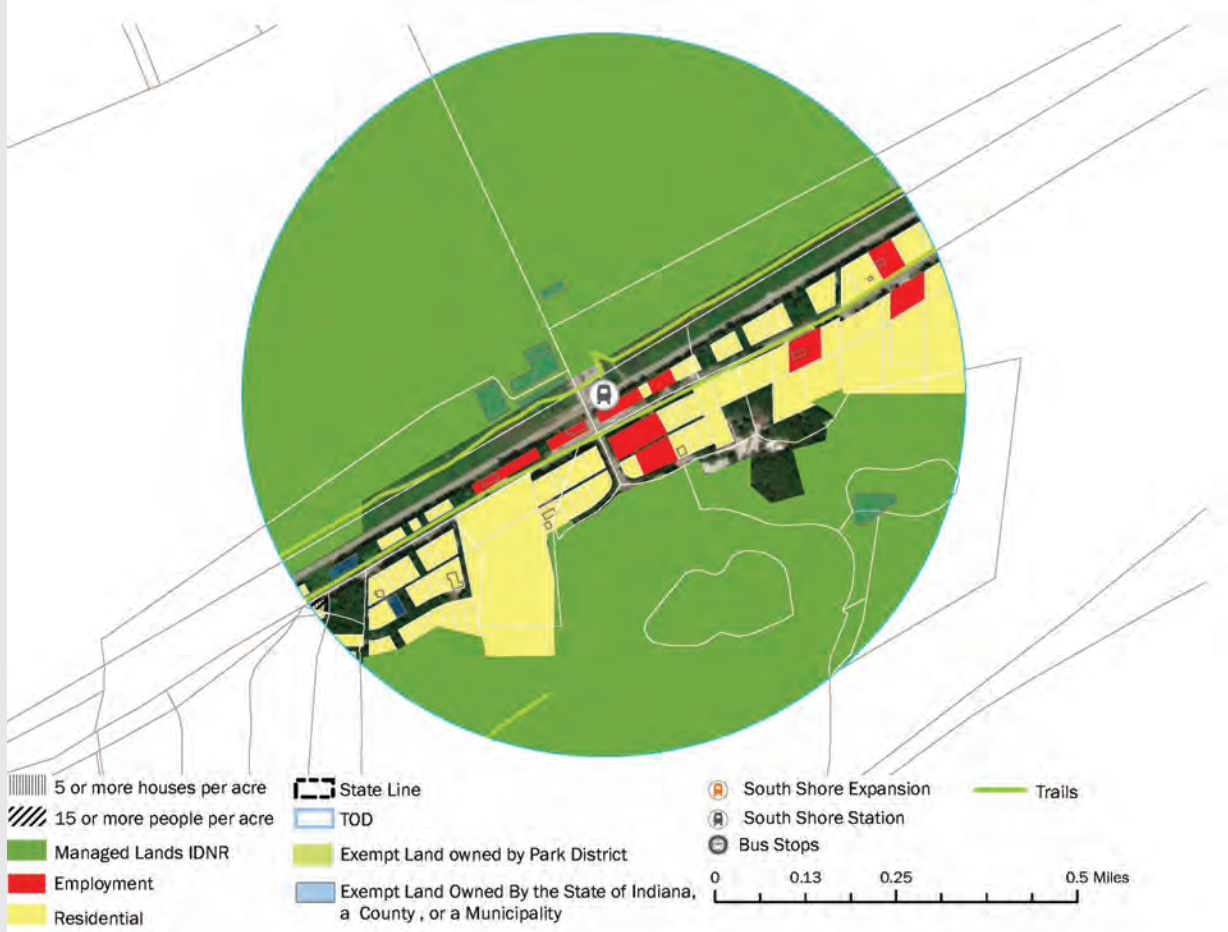 5 or more houses per acre
15 or more people per acre
Managed Lands IDNR
Employment
Residential
State Line
TOD
Exempt Land owned by Park District
Exempt Land Owned By the State of Indiana,
a County , or a Municipality
South Shore Expansion
South Shore Station
Bus Stops
Trails
0 0.13 0.25 0.5 Miles